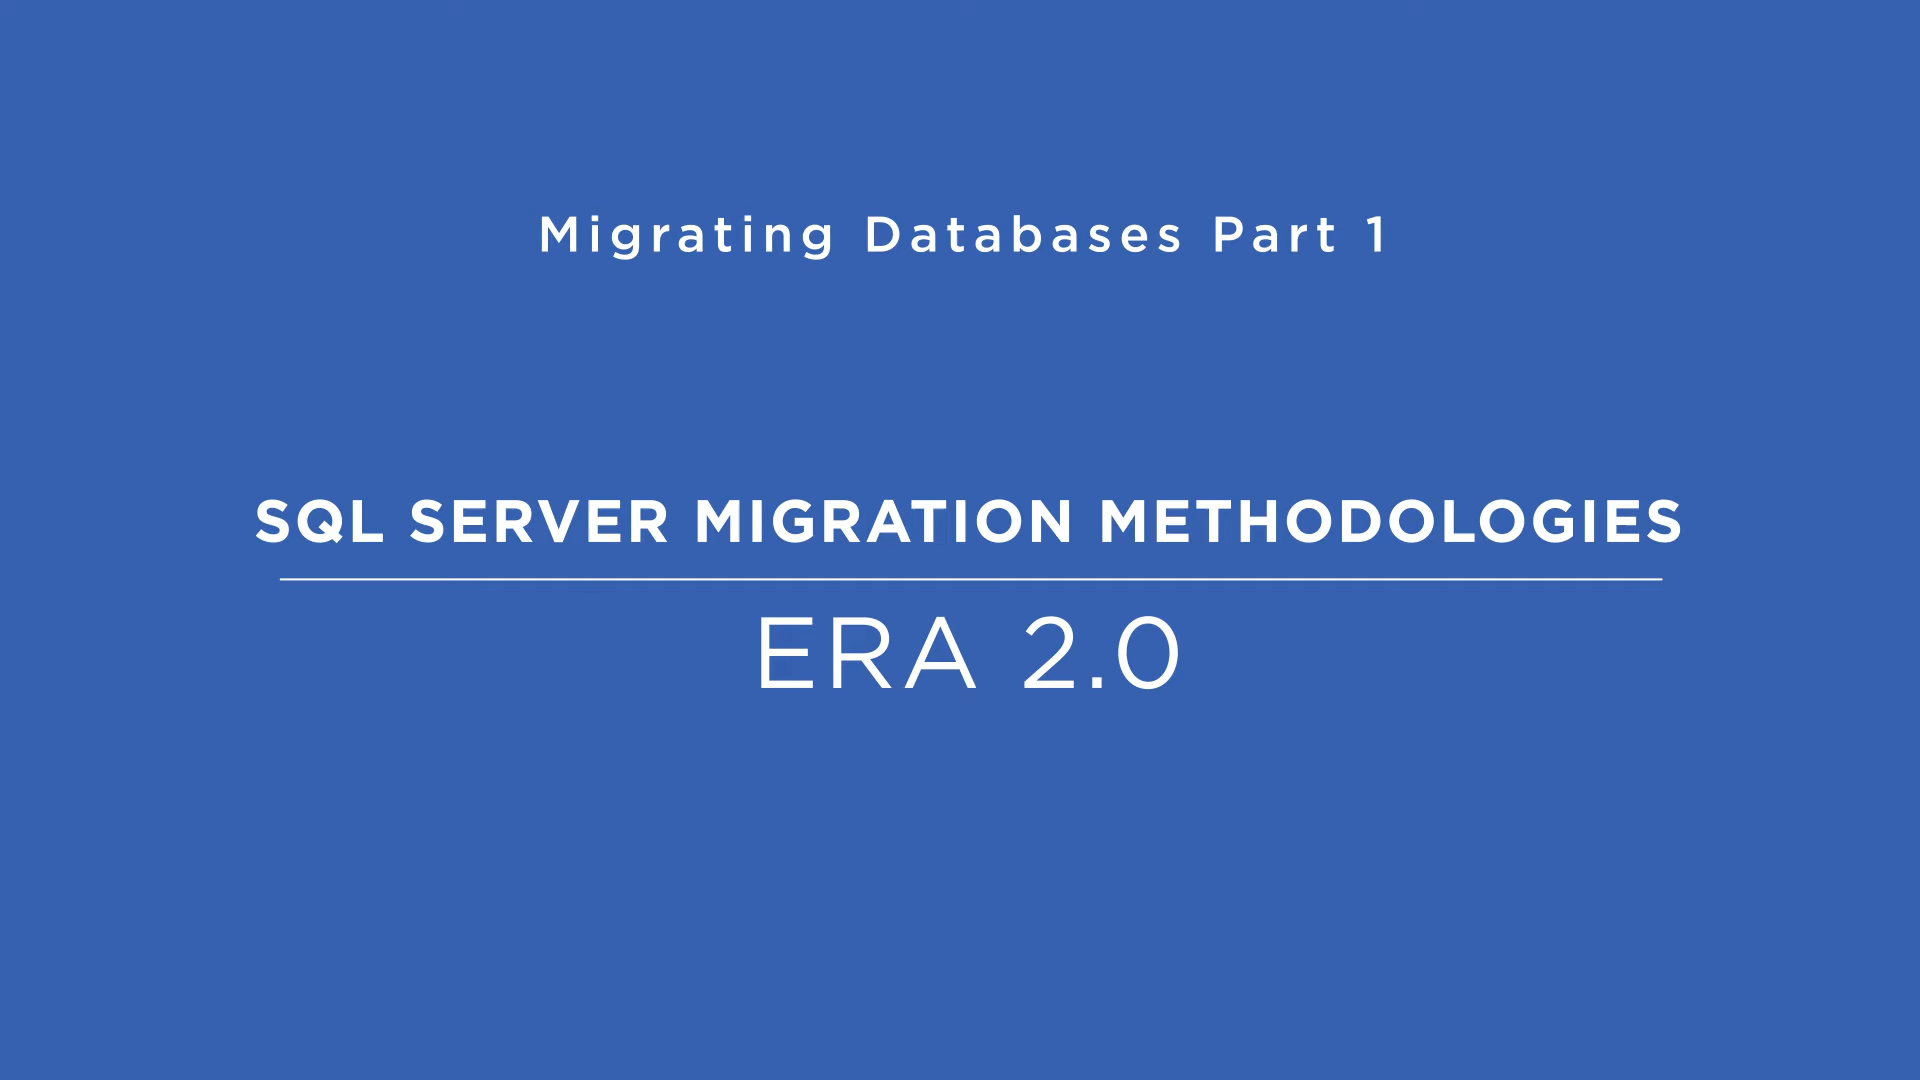 Migrating Databases Part 1
SQL SERVER MIGRATION METHODOLOGIES
ERA 2.0